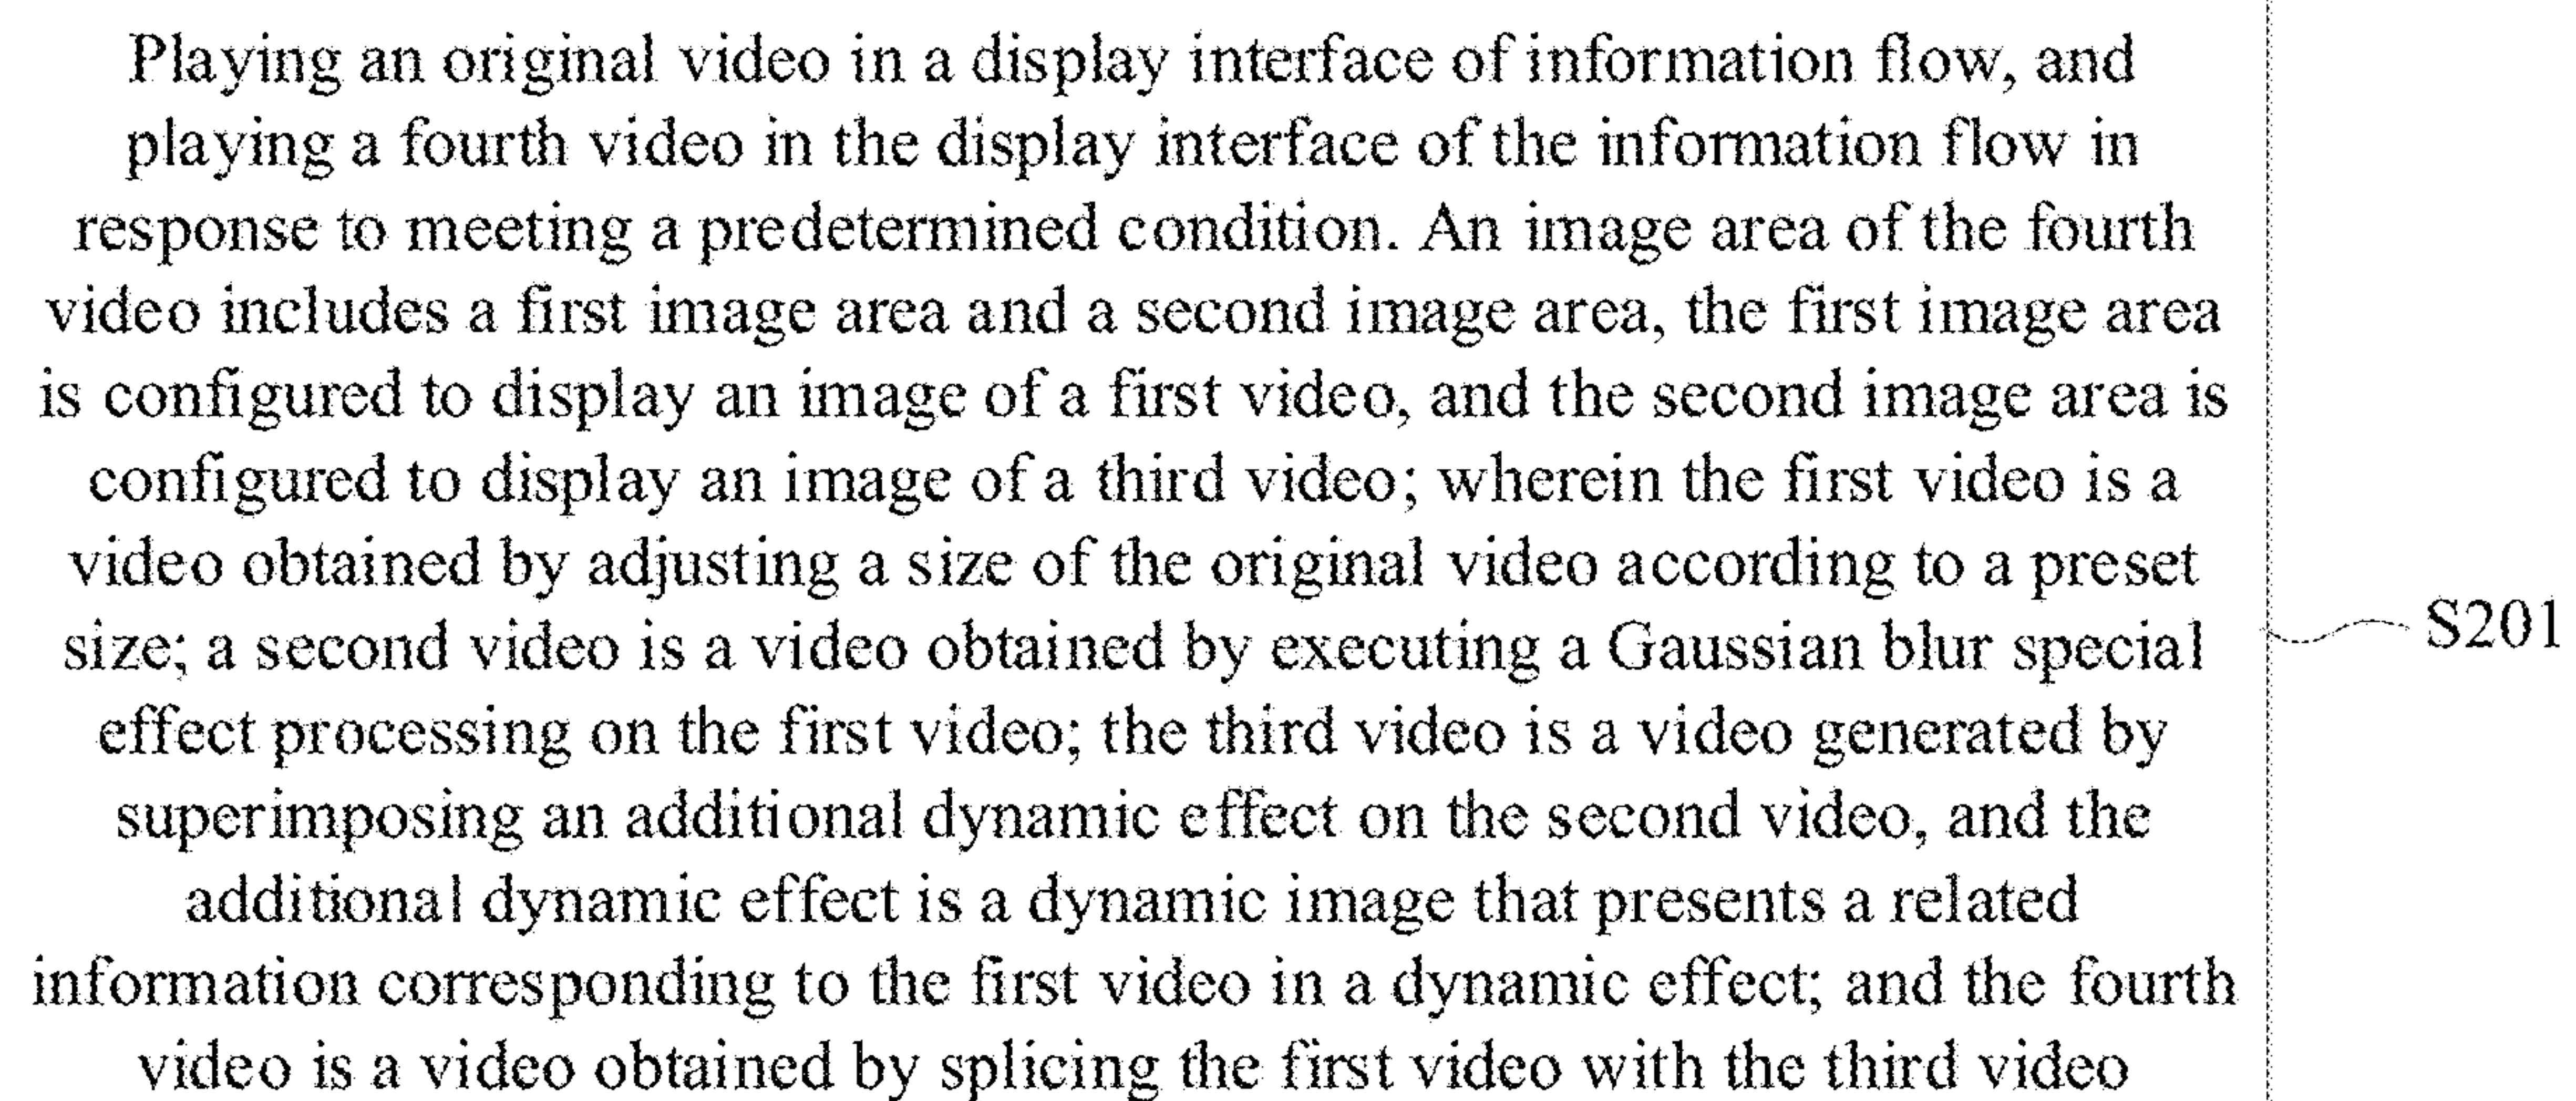 Playing an original video in a display interface of information flow, and
playing a fourth video in the display interface of the information flow in
response to meeting a predetermined condition. An image area of the fourth
video includes a first image area and a second image area, the first image area
is configured to display an image of a first video, and the second image area is
configured to display an image of a third video; wherein the first video is a
video obtained by adjusting a size of the original video according to a preset
size; a second video is a video obtained by executing a Gaussian blur special
S201
effect processing on the first video; the third video is a video generated by
superimposing an additional dynamic effect on the second video, and the
additional dynamic effect is a dynamic image that presents a related
information corresponding to the first video in a dynamic effect; and the fourth
video is a video obtained by splicing the first video with the third video